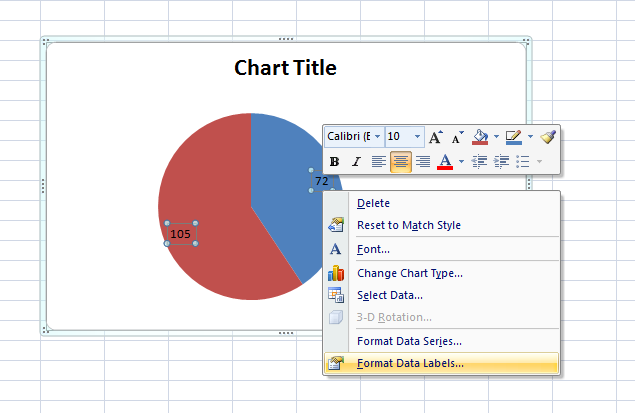 Chart Title
Calibri (E 10 A A
B I A
72
105
Delete
Reset to Match Style
A Font...
Change Chart Type...
Select Data...
3-D Rotation...
Format Data Series...
Format Data Labels...